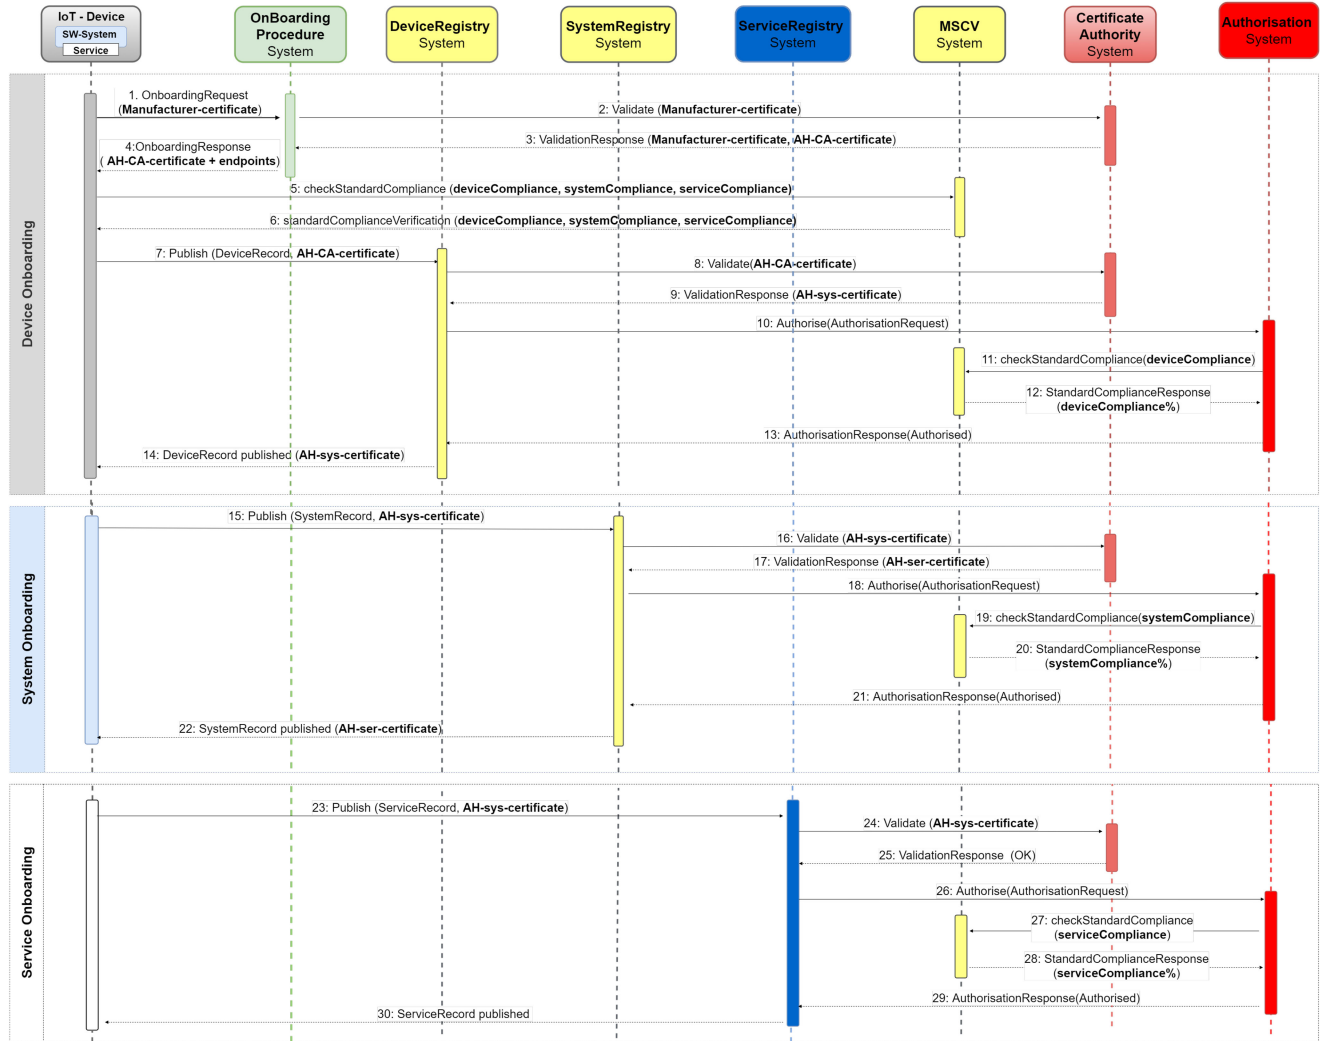 IoT - Device
SW-System
Service
OnBoarding
Procedure
System
DeviceRegistry
System
SystemRegistry
System
ServiceRegistry
System
MSCV
System
Certificate
Authority
System
Authorisation
System
Device Onboarding
1. OnboardingRequest
(Manufacturer-certificate)
2: Validate (Manufacturer-certificate)
3: ValidationResponse (Manufacturer-certificate, AH-CA-certificate)
4:OnboardingResponse
( AH-CA-certificate + endpoints)
5: checkStandardCompliance (deviceCompliance, systemCompliance, serviceCompliance)
6: standardComplianceVerification (deviceCompliance, systemCompliance, serviceCompliance)
7: Publish (DeviceRecord, AH-CA-certificate)
8: Validate(AH-CA-certificate)
9: ValidationResponse (AH-sys-certificate)
10: Authorise(AuthorisationRequest)
11: checkStandardCompliance(deviceCompliance)
12: StandardComplianceResponse
(deviceCompliance%)
13: AuthorisationResponse(Authorised)
14: DeviceRecord published (AH-sys-certificate)
System Onboarding
15: Publish (SystemRecord, AH-sys-certificate)
16: Validate (AH-sys-certificate)
17: ValidationResponse (AH-ser-certificate)
18: Authorise(AuthorisationRequest)
19: checkStandardCompliance(systemCompliance)
20: StandardComplianceResponse
(systemCompliance%)
21: AuthorisationResponse(Authorised)
22: SystemRecord published (AH-ser-certificate)
Service Onboarding
23: Publish (ServiceRecord, AH-sys-certificate)
24: Validate (AH-sys-certificate)
25: ValidationResponse (OK)
26: Authorise(AuthorisationRequest)
27: checkStandardCompliance
(serviceCompliance)
28: StandardComplianceResponse
(serviceCompliance%)
29: AuthorisationResponse(Authorised)
30: ServiceRecord published